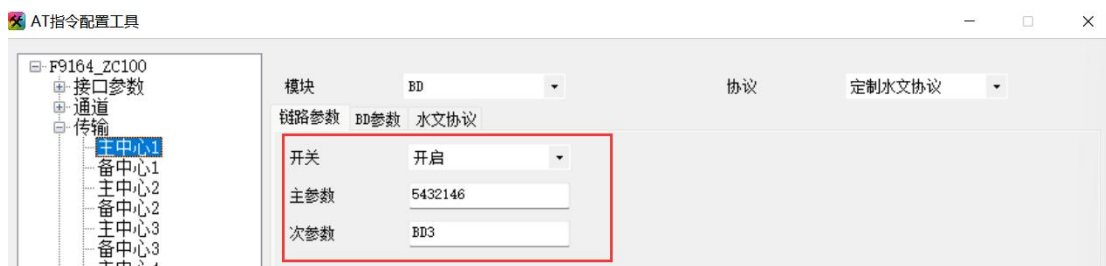 AT指令配置工具
F9164_ZC100
接口参数
通道
传输
主中心1
备中心1
主中心2
备中心2
主中心3
备中心3
模块 BD 协议 定制水文协议
链路参数 BD参数 水文协议
开关 开启
主参数 5432146
次参数 BD3